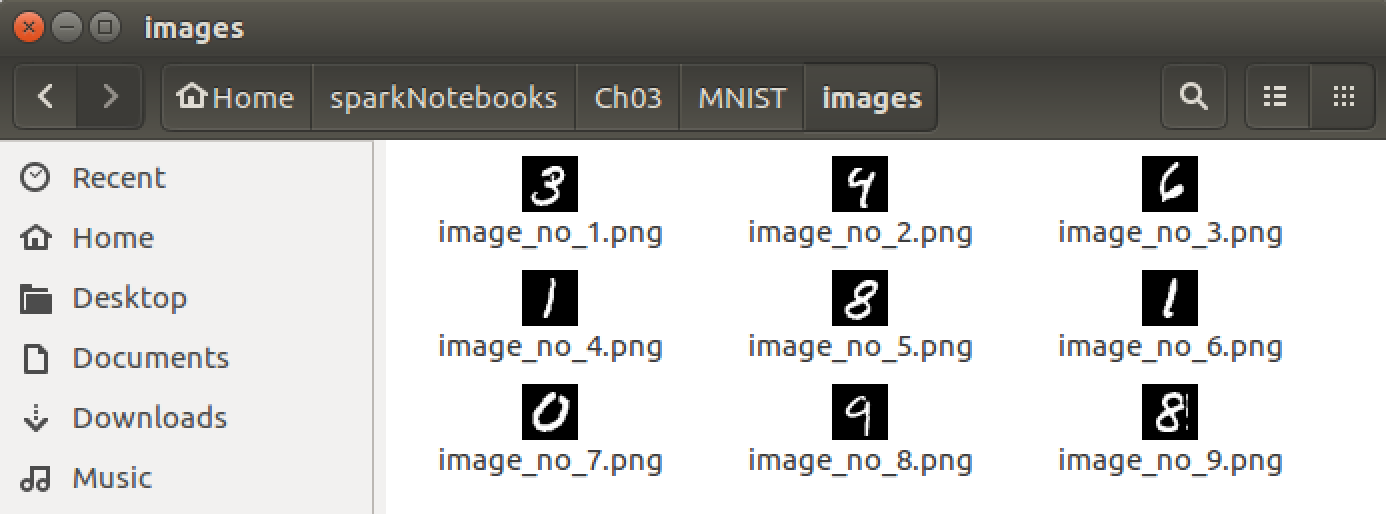 images
Home sparkNotebooks Ch03 MNIST images
Recent
Home
Desktop
Documents
Downloads
Music
3 4 6
image_no_1.png image_no_2.png image_no_3.png
1 8 1
image_no_4.png image_no_5.png image_no_6.png
0 9 8
image_no_7.png image_no_8.png image_no_9.png